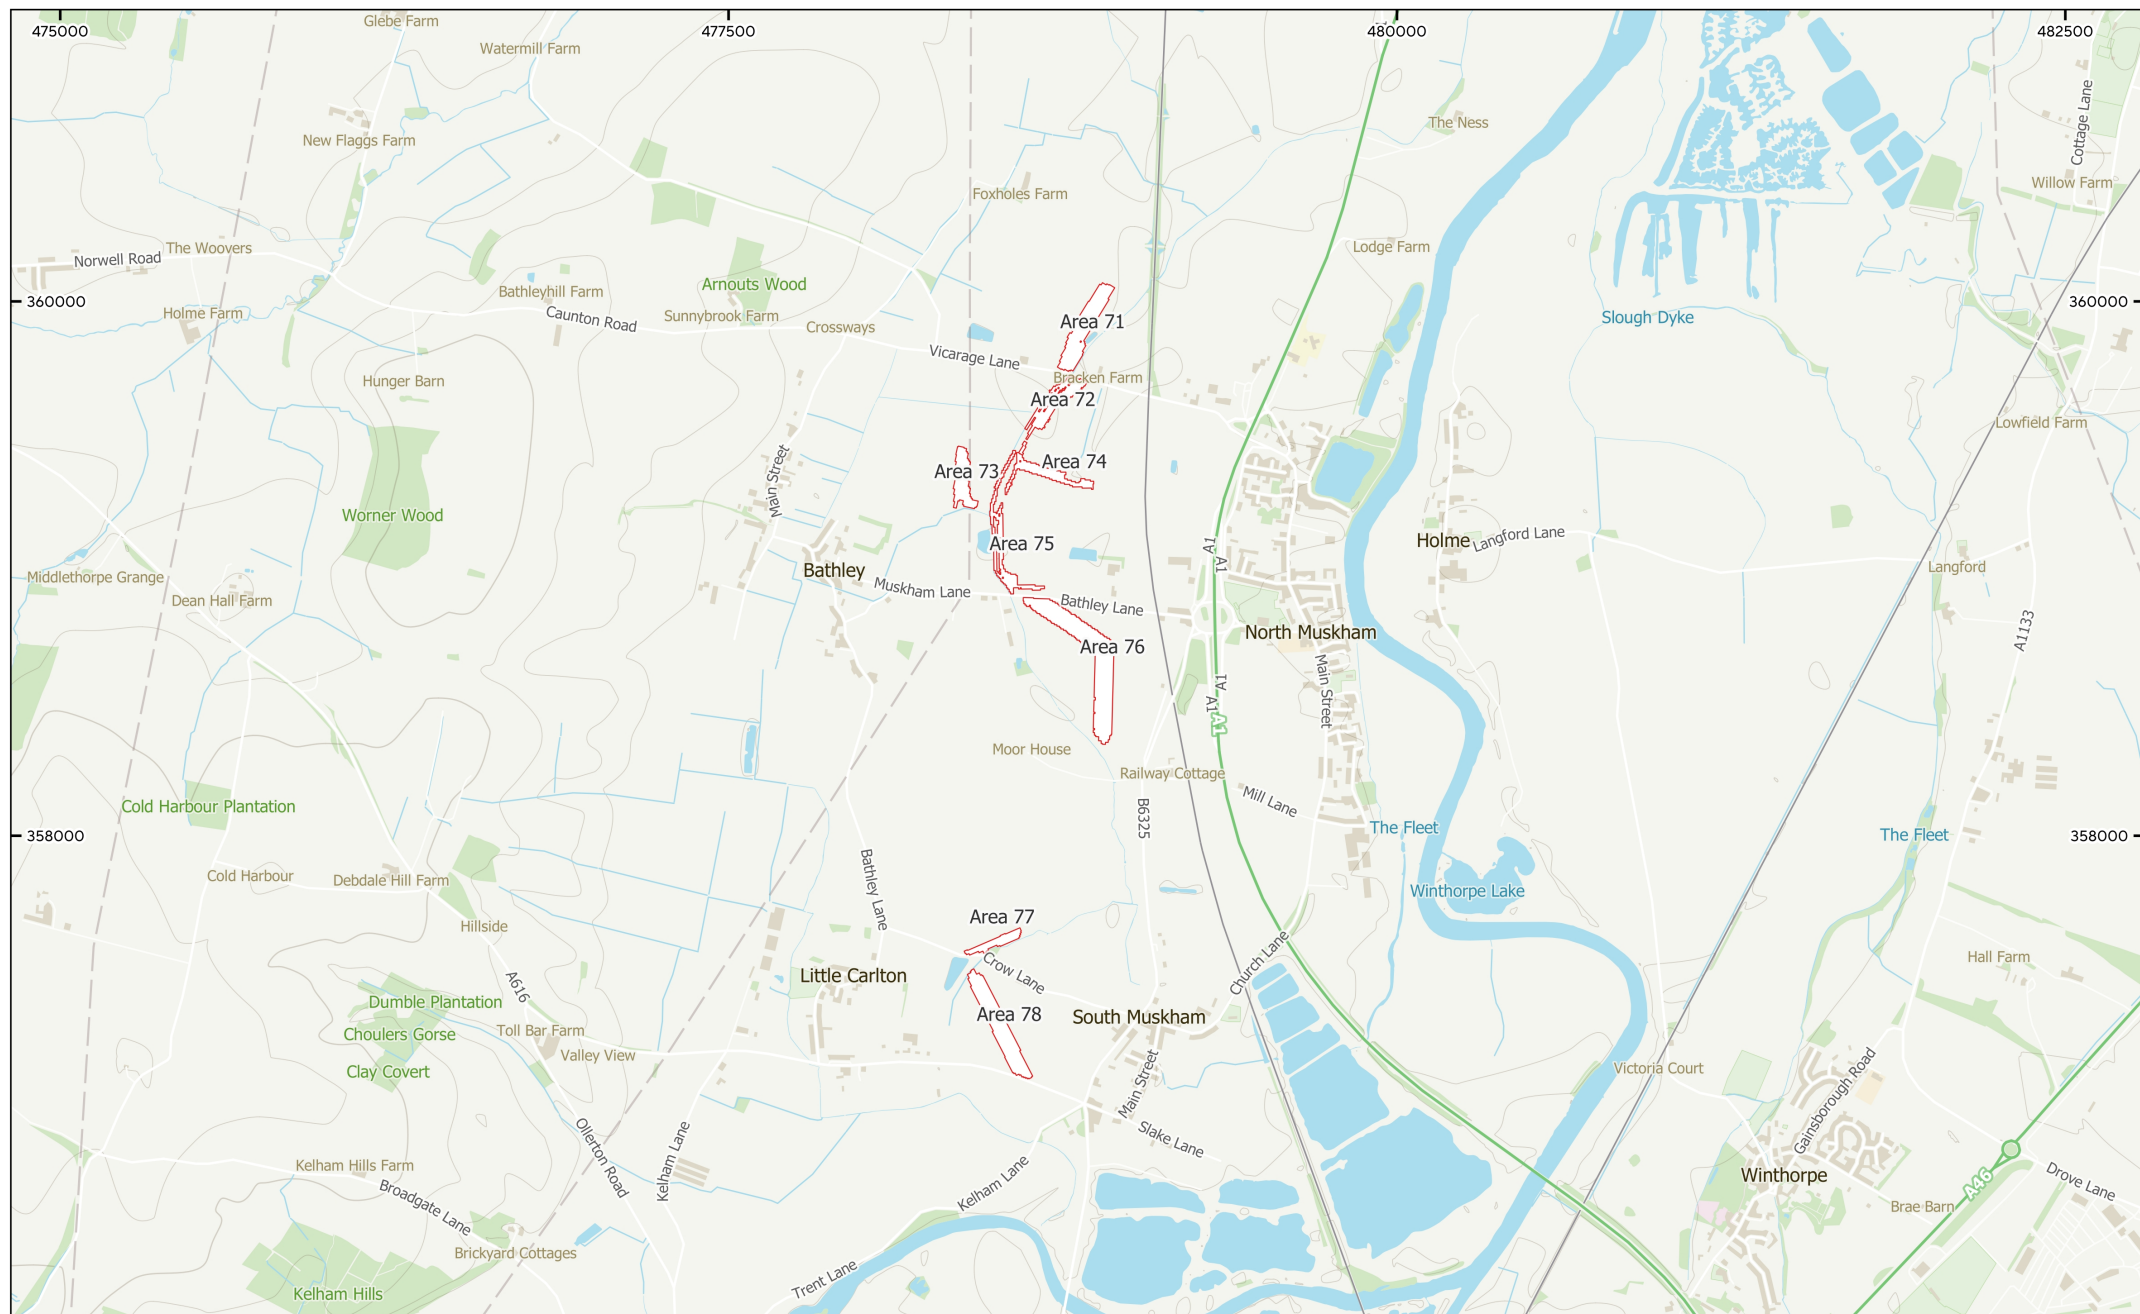 475000
477500
480000
482500
Glebe Farm
Watermill Farm
New Flaggs Farm
The Ness
Cottage Lane
Willow Farm
Foxholes Farm
Norwell Road
The Woovers
Lodge Farm
Arnouts Wood
Bathleyhill Farm
360000
360000
Holme Farm
Caunton Road
Sunnybrook Farm
Crossways
Area 71
Slough Dyke
Vicarage Lane
Hunger Barn
Bracken Farm
Area 72
Lowfield Farm
Main Street
Area 73
Area 74
Worner Wood
Area 75
A1
A1
Holme
Langford Lane
Langford
Middlethorpe Grange
Dean Hall Farm
Bathley
Muskham Lane
Bathley Lane
North Muskham
A1133
Area 76
Main Street
A1
A1
A1
Moor House
Railway Cottage
Cold Harbour Plantation
Mill Lane
B6325
358000
The Fleet
The Fleet
358000
Cold Harbour
Debdale Hill Farm
Bathley Lane
Winthorpe Lake
Hillside
Area 77
Church Lane
Hall Farm
Little Carlton
Crow Lane
A616
Dumble Plantation
Area 78
South Muskham
Choulers Gorse
Toll Bar Farm
Valley View
Clay Covert
Victoria Court
Main Street
Gainsborough Road
Ollerton Road
Slake Lane
Kelham Lane
Kelham Hills Farm
Winthorpe
Kelham Lane
Drove Lane
A46
Broadgate Lane
Brae Barn
Brickyard Cottages
Trent Lane
Kelham Hills